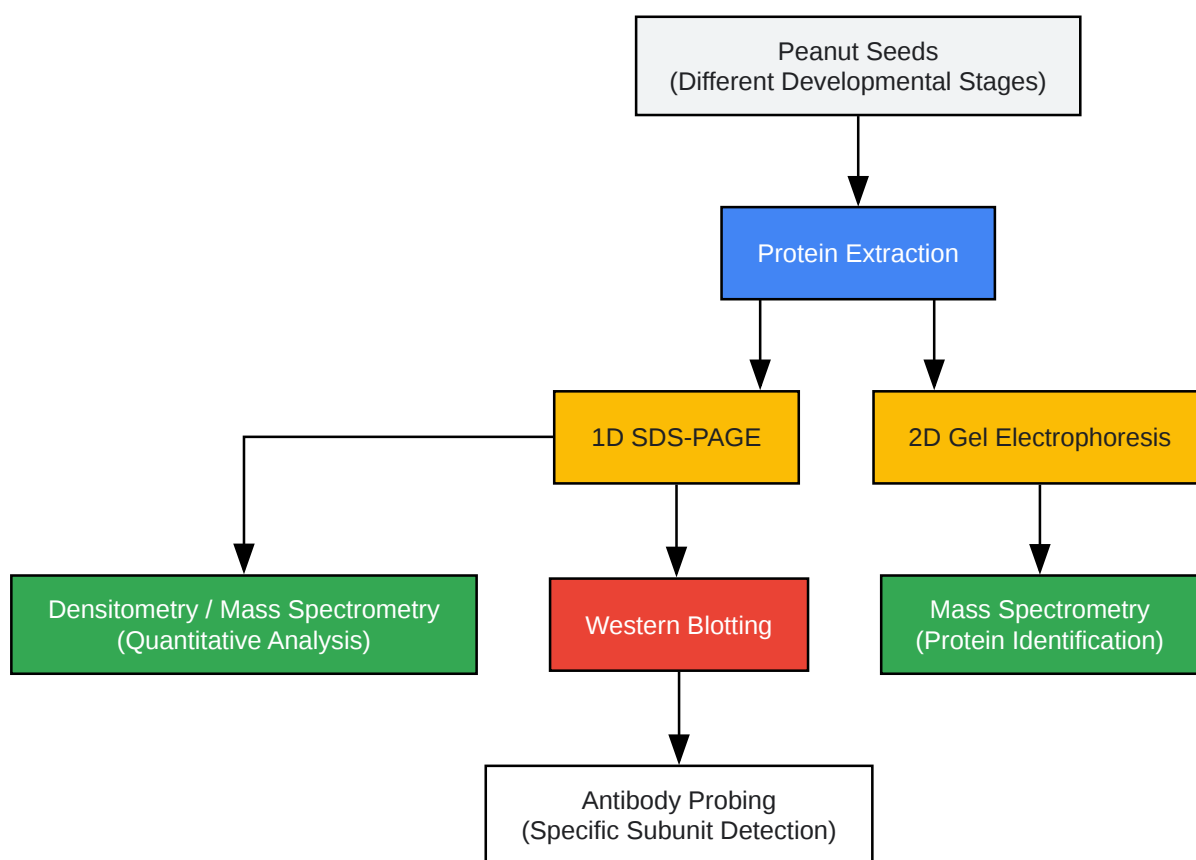 Peanut Seeds
(Different Developmental Stages)
Protein Extraction
1D SDS-PAGE
2D Gel Electrophoresis
Densitometry / Mass Spectrometry
(Quantitative Analysis)
Western Blotting
Mass Spectrometry
(Protein Identification)
Antibody Probing
(Specific Subunit Detection)